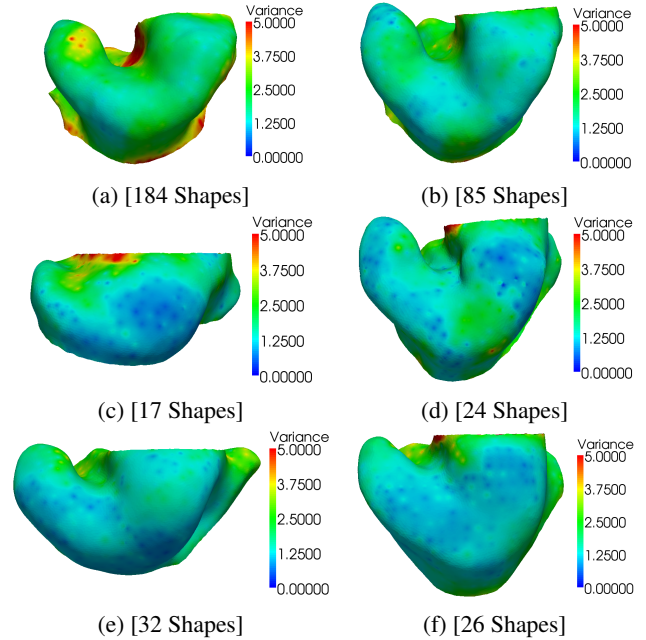 Variance
5.0000
3.7500
2.5000
1.2500
0.00000
Variance
5.0000
3.7500
2.5000
1.2500
0.00000
(a) [184 Shapes]
(b) [85 Shapes]
Variance
5.0000
3.7500
2.5000
1.2500
0.00000
Variance
5.0000
3.7500
2.5000
1.2500
0.00000
(c) [17 Shapes]
(d) [24 Shapes]
Variance
5.0000
3.7500
2.5000
1.2500
0.00000
Variance
5.0000
3.7500
2.5000
1.2500
0.00000
(e) [32 Shapes]
(f) [26 Shapes]